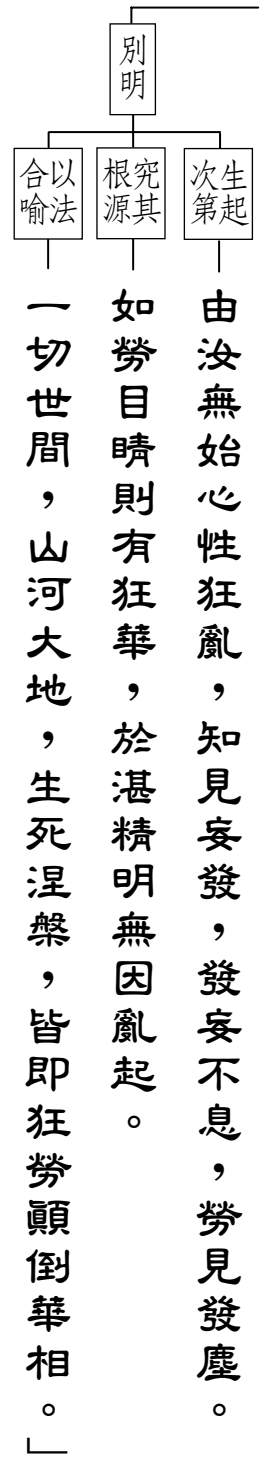 別明
生起次第
由汝無始心性狂亂，知見妄發，發妄不息，勞見發塵。
究其根源
如勞目睛則有狂華，於湛精明無因亂起。
以法合喻
一切世間，山河大地，生死涅槃，皆即狂勞顛倒華相。」